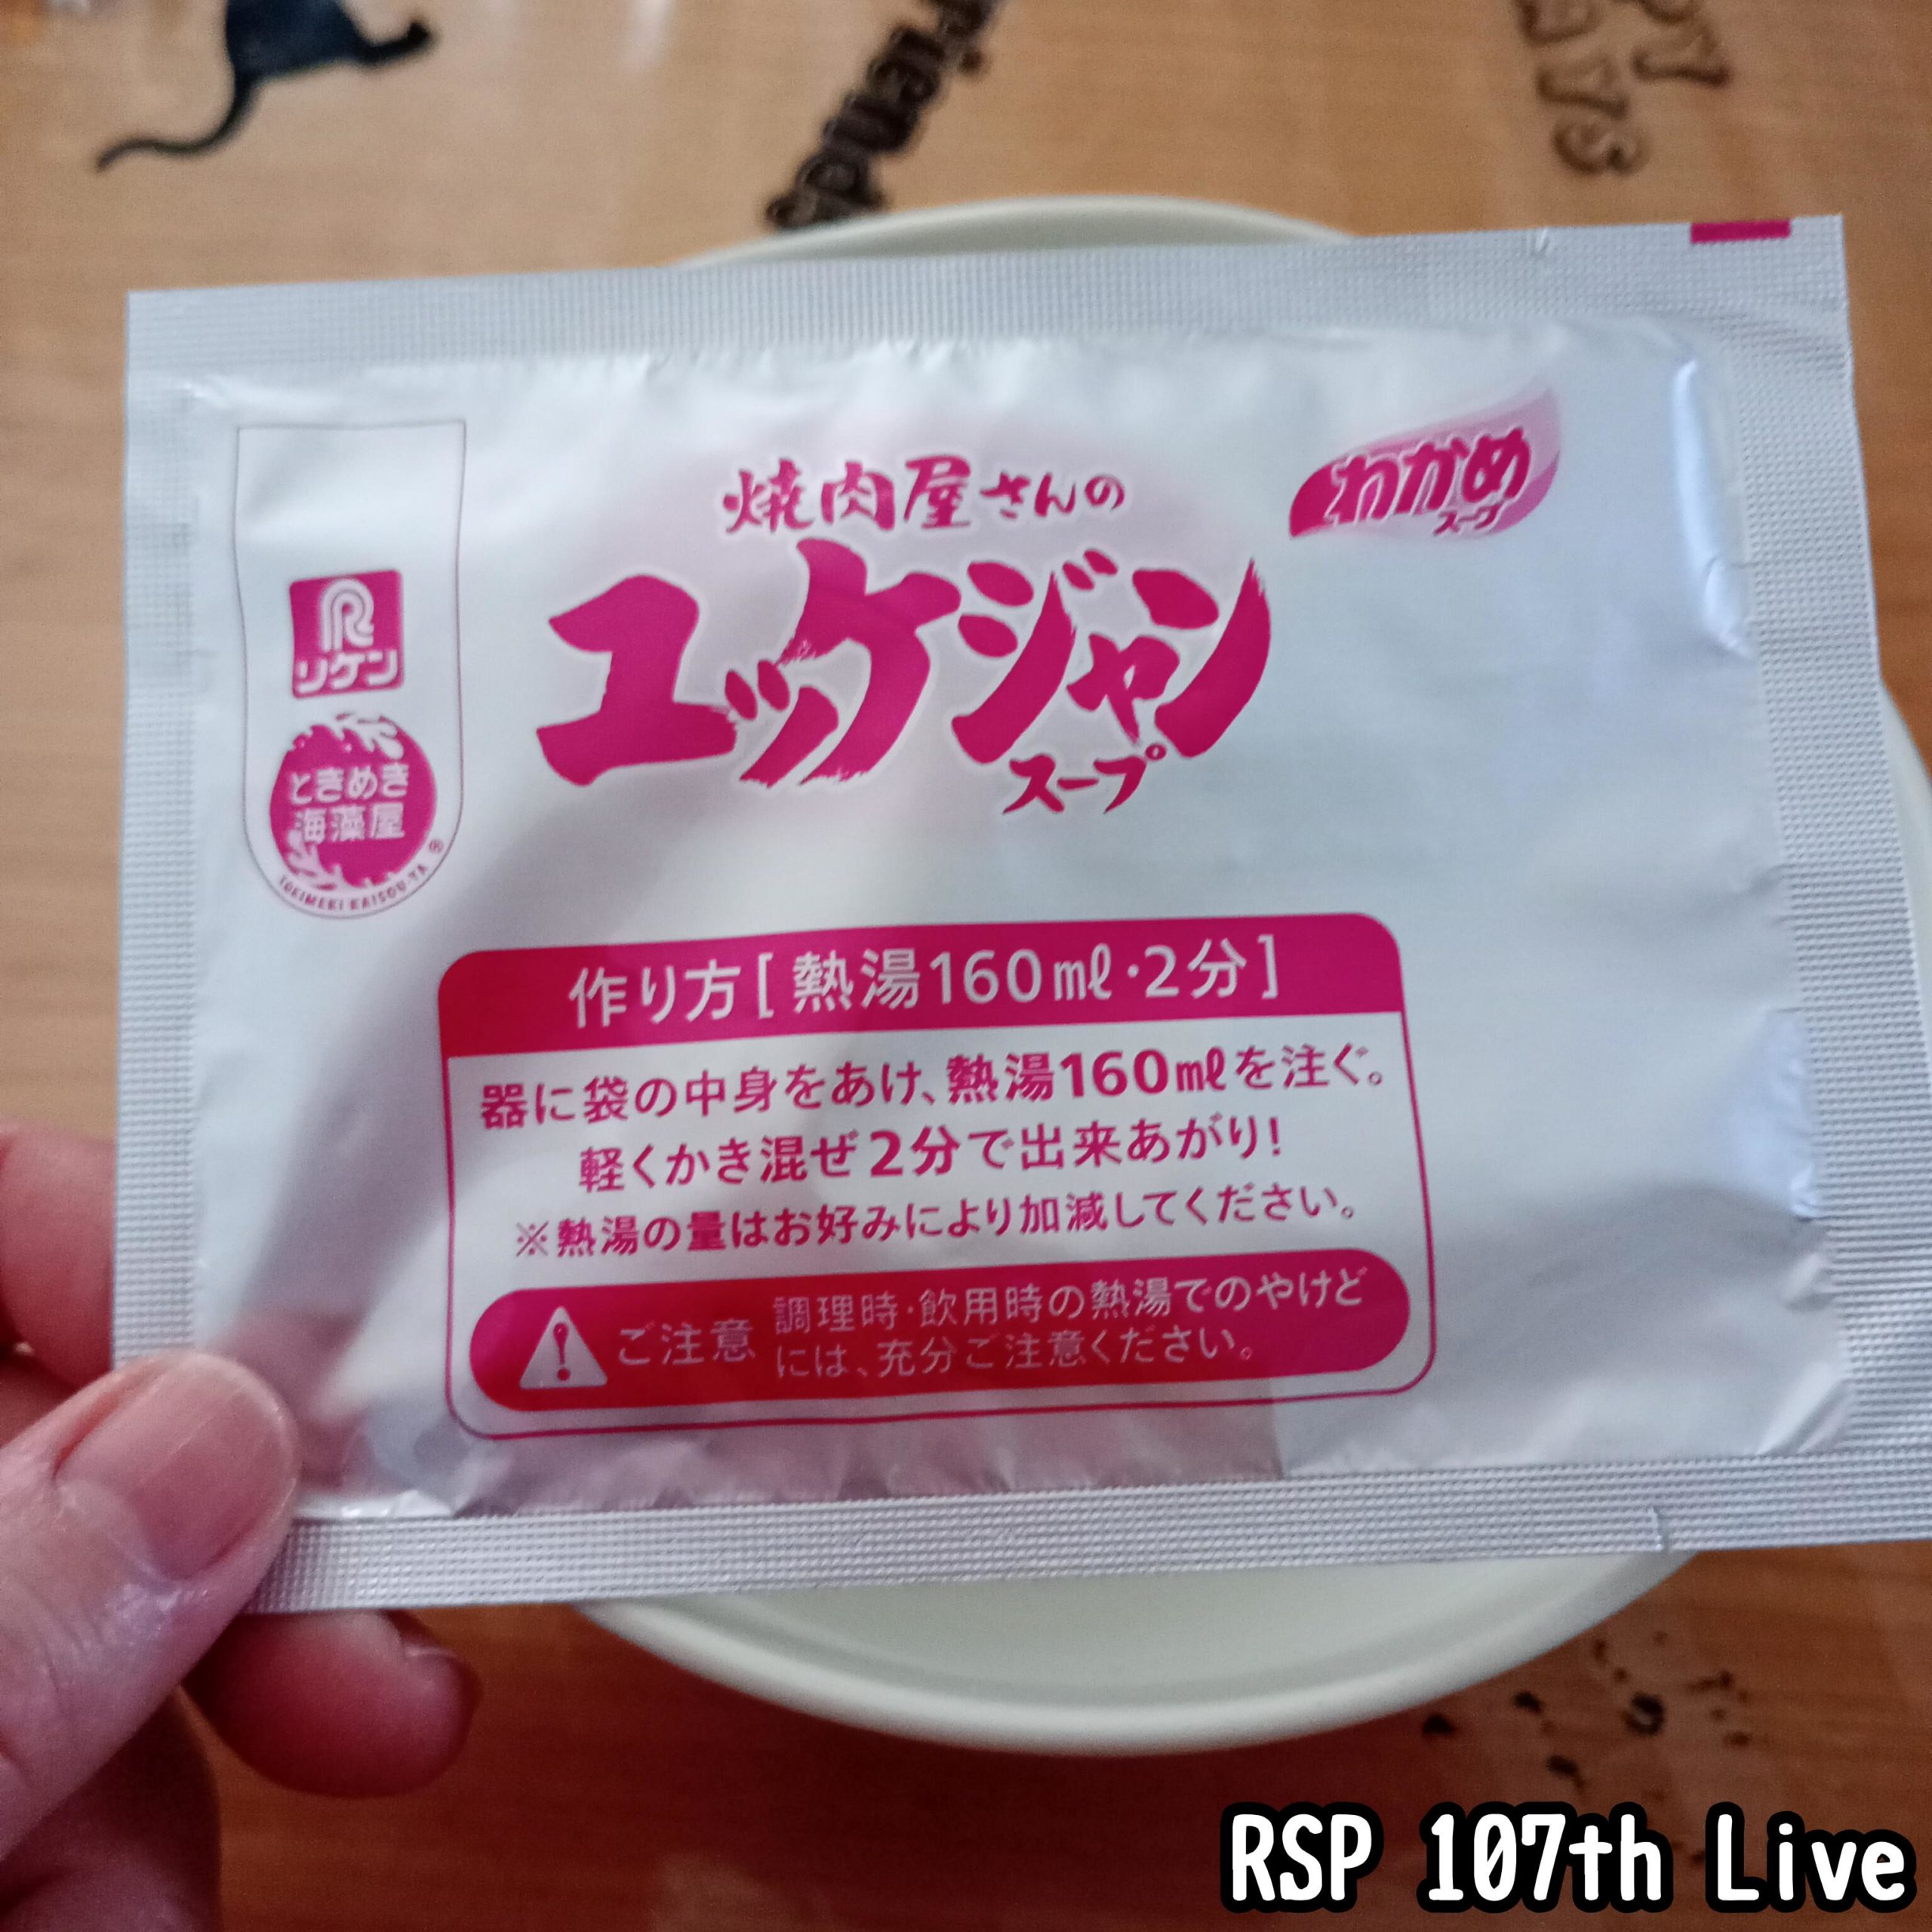 Friends
焼肉屋さんの
ユッケジャン
スープ
わかめ
スープ
R
リケン
ときめき
海藻屋
®
TOKIMEKI KAISOU-YA
作り方[熱湯160㎖・2分]
器に袋の中身をあけ、熱湯160㎖を注ぐ。
軽くかき混ぜ2分で出来あがり!
※熱湯の量はお好みにより加減してください。
ご注意 調理時・飲用時の熱湯でのやけど
には、充分ご注意ください。
RSP 107th Live